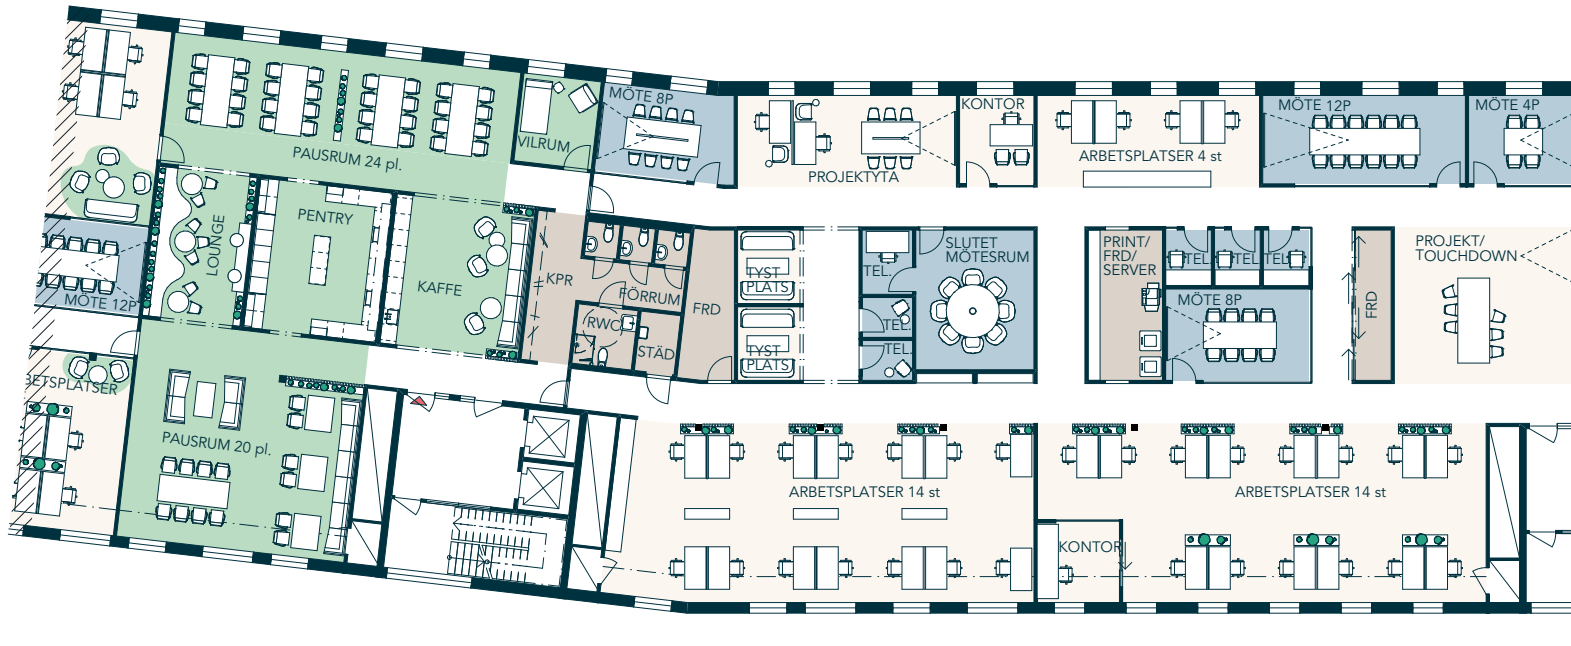 MÖTE 8P
KONTOR
MÖTE 12P
MÖTE 4P
VILRUM
PAUSRUM 24 pl.
ARBETSPLATSER 4 st
PROJEKTYTA
LOUNGE
PENTRY
KAFFE
KPR
FÖRRUM
RWC
STÄD
FRD
TYST
PLATS
TYST
PLATS
TEL.
TEL.
TEL.
SLUTET
MÖTESRUM
PRINT/
FRD/
SERVER
TEL.
TEL.
TEL.
MÖTE 8P
FRD
PROJEKT/
TOUCHDOWN
MÖTE 12P
BETSPLATSER
PAUSRUM 20 pl.
ARBETSPLATSER 14 st
KONTOR
ARBETSPLATSER 14 st